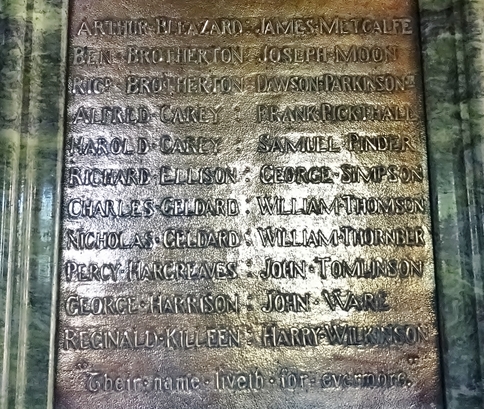 ARTHUR · BLEAZARD : JAMES · METCALFE
BEN · BROTHERTON : JOSEPH · MOON
RICD · BROTHERTON : DAWSON · PARKINSON
ALFRED · CAREY : FRANK · PICKTHALL
HAROLD · CAREY : SAMUEL · PINDER
RICHARD · ELLISON : GEORGE · SIMPSON
CHARLES · GELDARD : WILLIAM · THOMSON
NICHOLAS · GELDARD : WILLIAM · THORNBER
PERCY · HARGREAVES : JOHN · TOMLINSON
GEORGE · HARRISON : JOHN · WARE
REGINALD · KILLEEN : HARRY · WILKINSON
"Their · name · liveth · for · evermore."